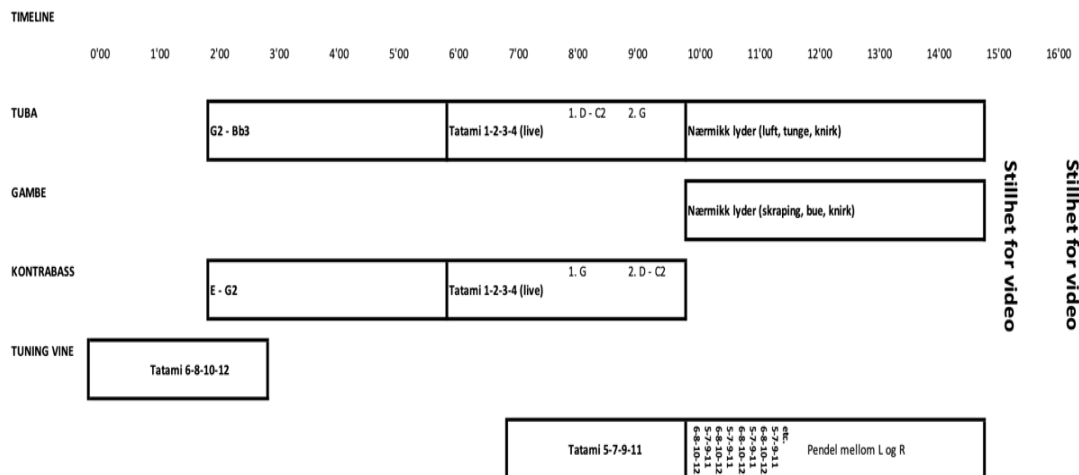 TIMELINE
0'00 1'00 2'00 3'00 4'00 5'00 6'00 7'00 8'00 9'00 10'00 11'00 12'00 13'00 14'00 15'00 16'00
TUBA
G2 - Bb3
Tatami 1-2-3-4 (live)
1. D - C2 2. G
Nærmikk lyder (luft, tunge, knirk)
GAMBE
Nærmikk lyder (skraping, bue, knirk)
KONTRABASS
E - G2
Tatami 1-2-3-4 (live)
1. G 2. D - C2
TUNING VINE
Tatami 6-8-10-12
Tatami 5-7-9-11
6-8-10-12
5-7-9-11
6-8-10-12
5-7-9-11
6-8-10-12
5-7-9-11
6-8-10-12
5-7-9-11
etc.
Pendel mellom L og R
Stillhet for video
Stillhet for video